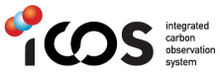 icos
integrated
carbon
observation
system